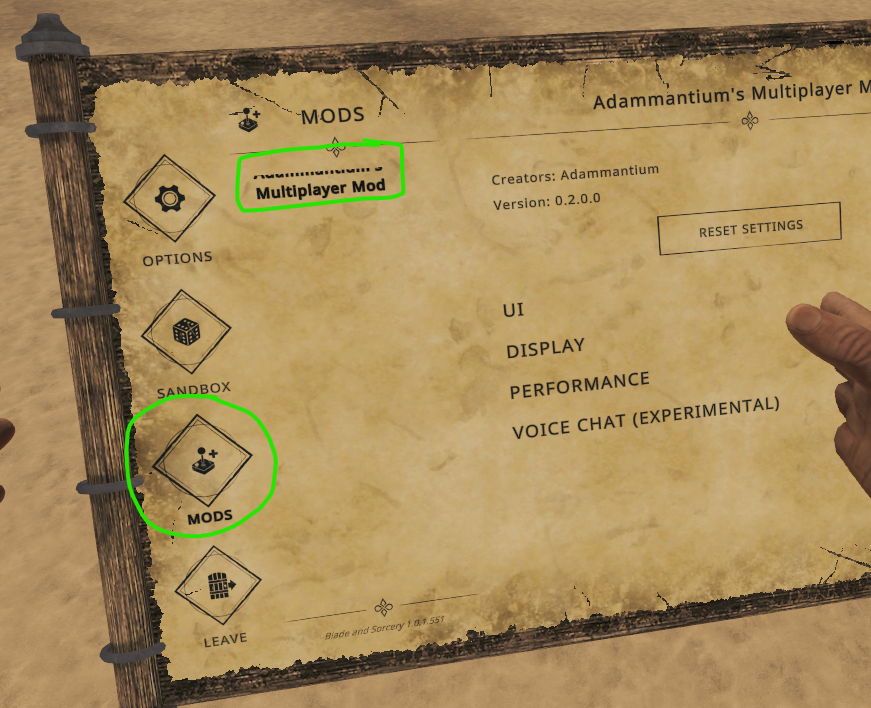 MODS
Adammantium's Multiplayer M
Adammantium's
Multiplayer Mod
Creators: Adammantium
Version: 0.2.0.0
RESET SETTINGS
OPTIONS
UI
DISPLAY
SANDBOX
PERFORMANCE
VOICE CHAT (EXPERIMENTAL)
MODS
LEAVE
Blade and Sorcery 1.0.1.551